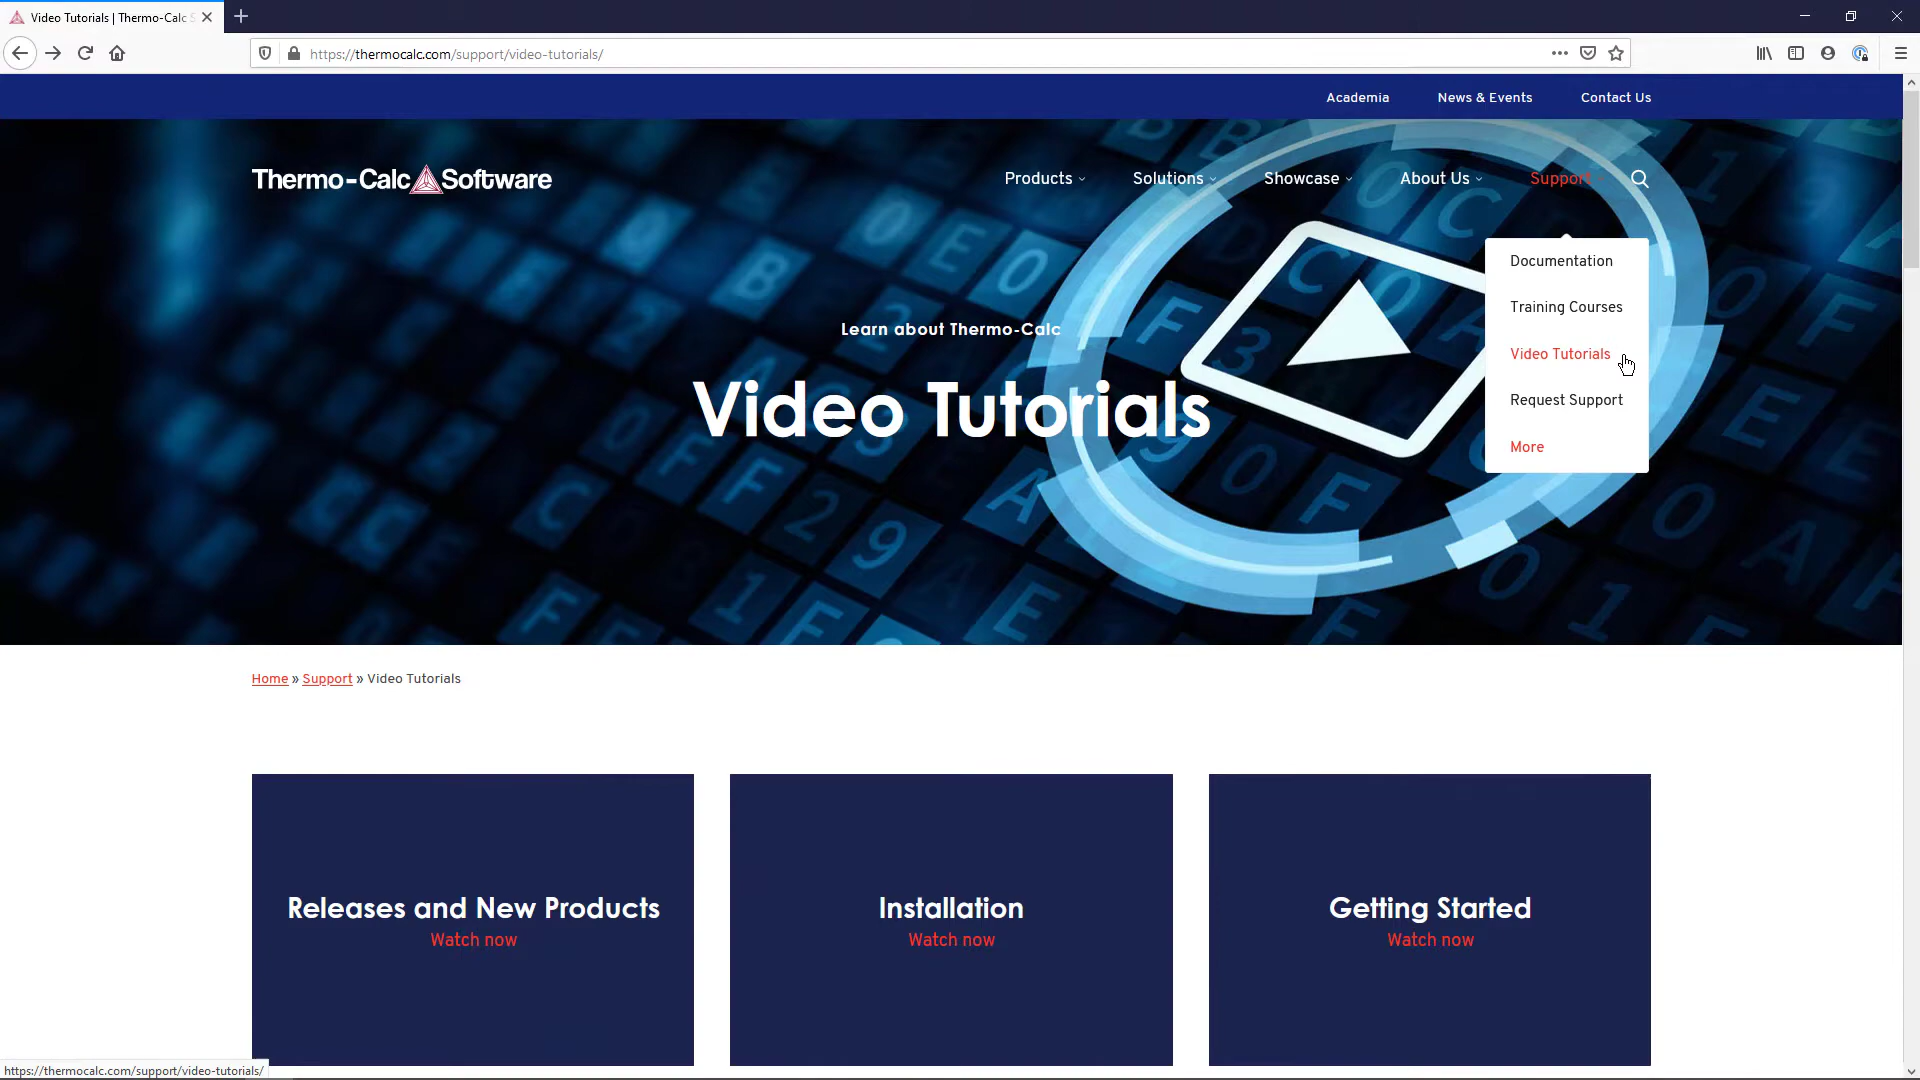 Video Tutorials | Thermo-Calc S
https://thermocalc.com/support/video-tutorials/
Academia
News & Events
Contact Us
Thermo-Calc Software
Products
Solutions
Showcase
About Us
Support
Documentation
Training Courses
Video Tutorials
Request Support
More
Learn about Thermo-Calc
Video Tutorials
Home » Support » Video Tutorials
Releases and New Products
Watch now
Installation
Watch now
Getting Started
Watch now
https://thermocalc.com/support/video-tutorials/